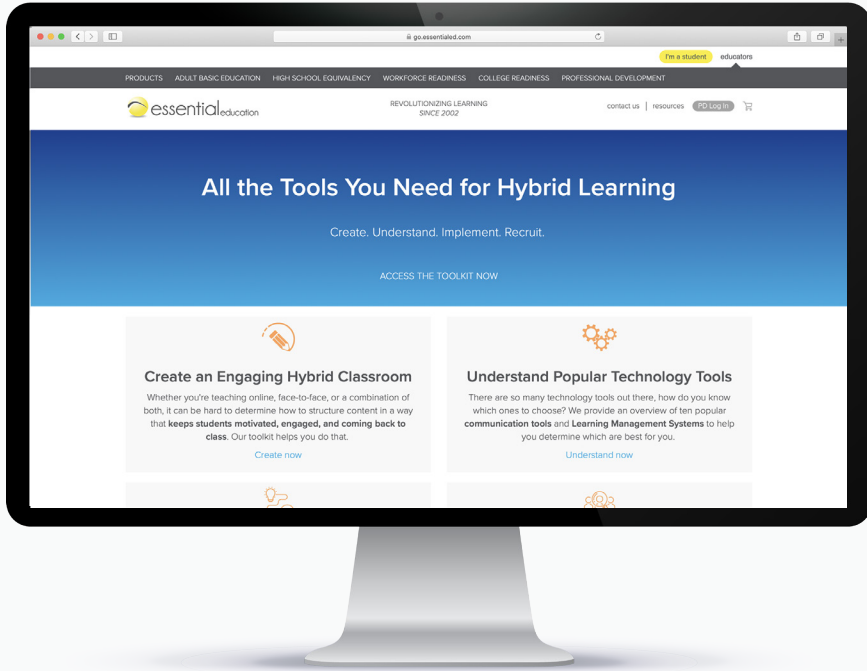 go.essentialed.com
I'm a student educators
PRODUCTS ADULT BASIC EDUCATION HIGH SCHOOL EQUIVALENCY WORKFORCE READINESS COLLEGE READINESS PROFESSIONAL DEVELOPMENT
essential education
REVOLUTIONIZING LEARNING
SINCE 2002
contact us | resources PD Log In
All the Tools You Need for Hybrid Learning
Create. Understand. Implement. Recruit.
ACCESS THE TOOLKIT NOW
Create an Engaging Hybrid Classroom
Whether you're teaching online, face-to-face, or a combination of
both, it can be hard to determine how to structure content in a way
that keeps students motivated, engaged, and coming back to
class. Our toolkit helps you do that.
Create now
Understand Popular Technology Tools
There are so many technology tools out there, how do you know
which ones to choose? We provide an overview of ten popular
communication tools and Learning Management Systems to help
you determine which are best for you.
Understand now